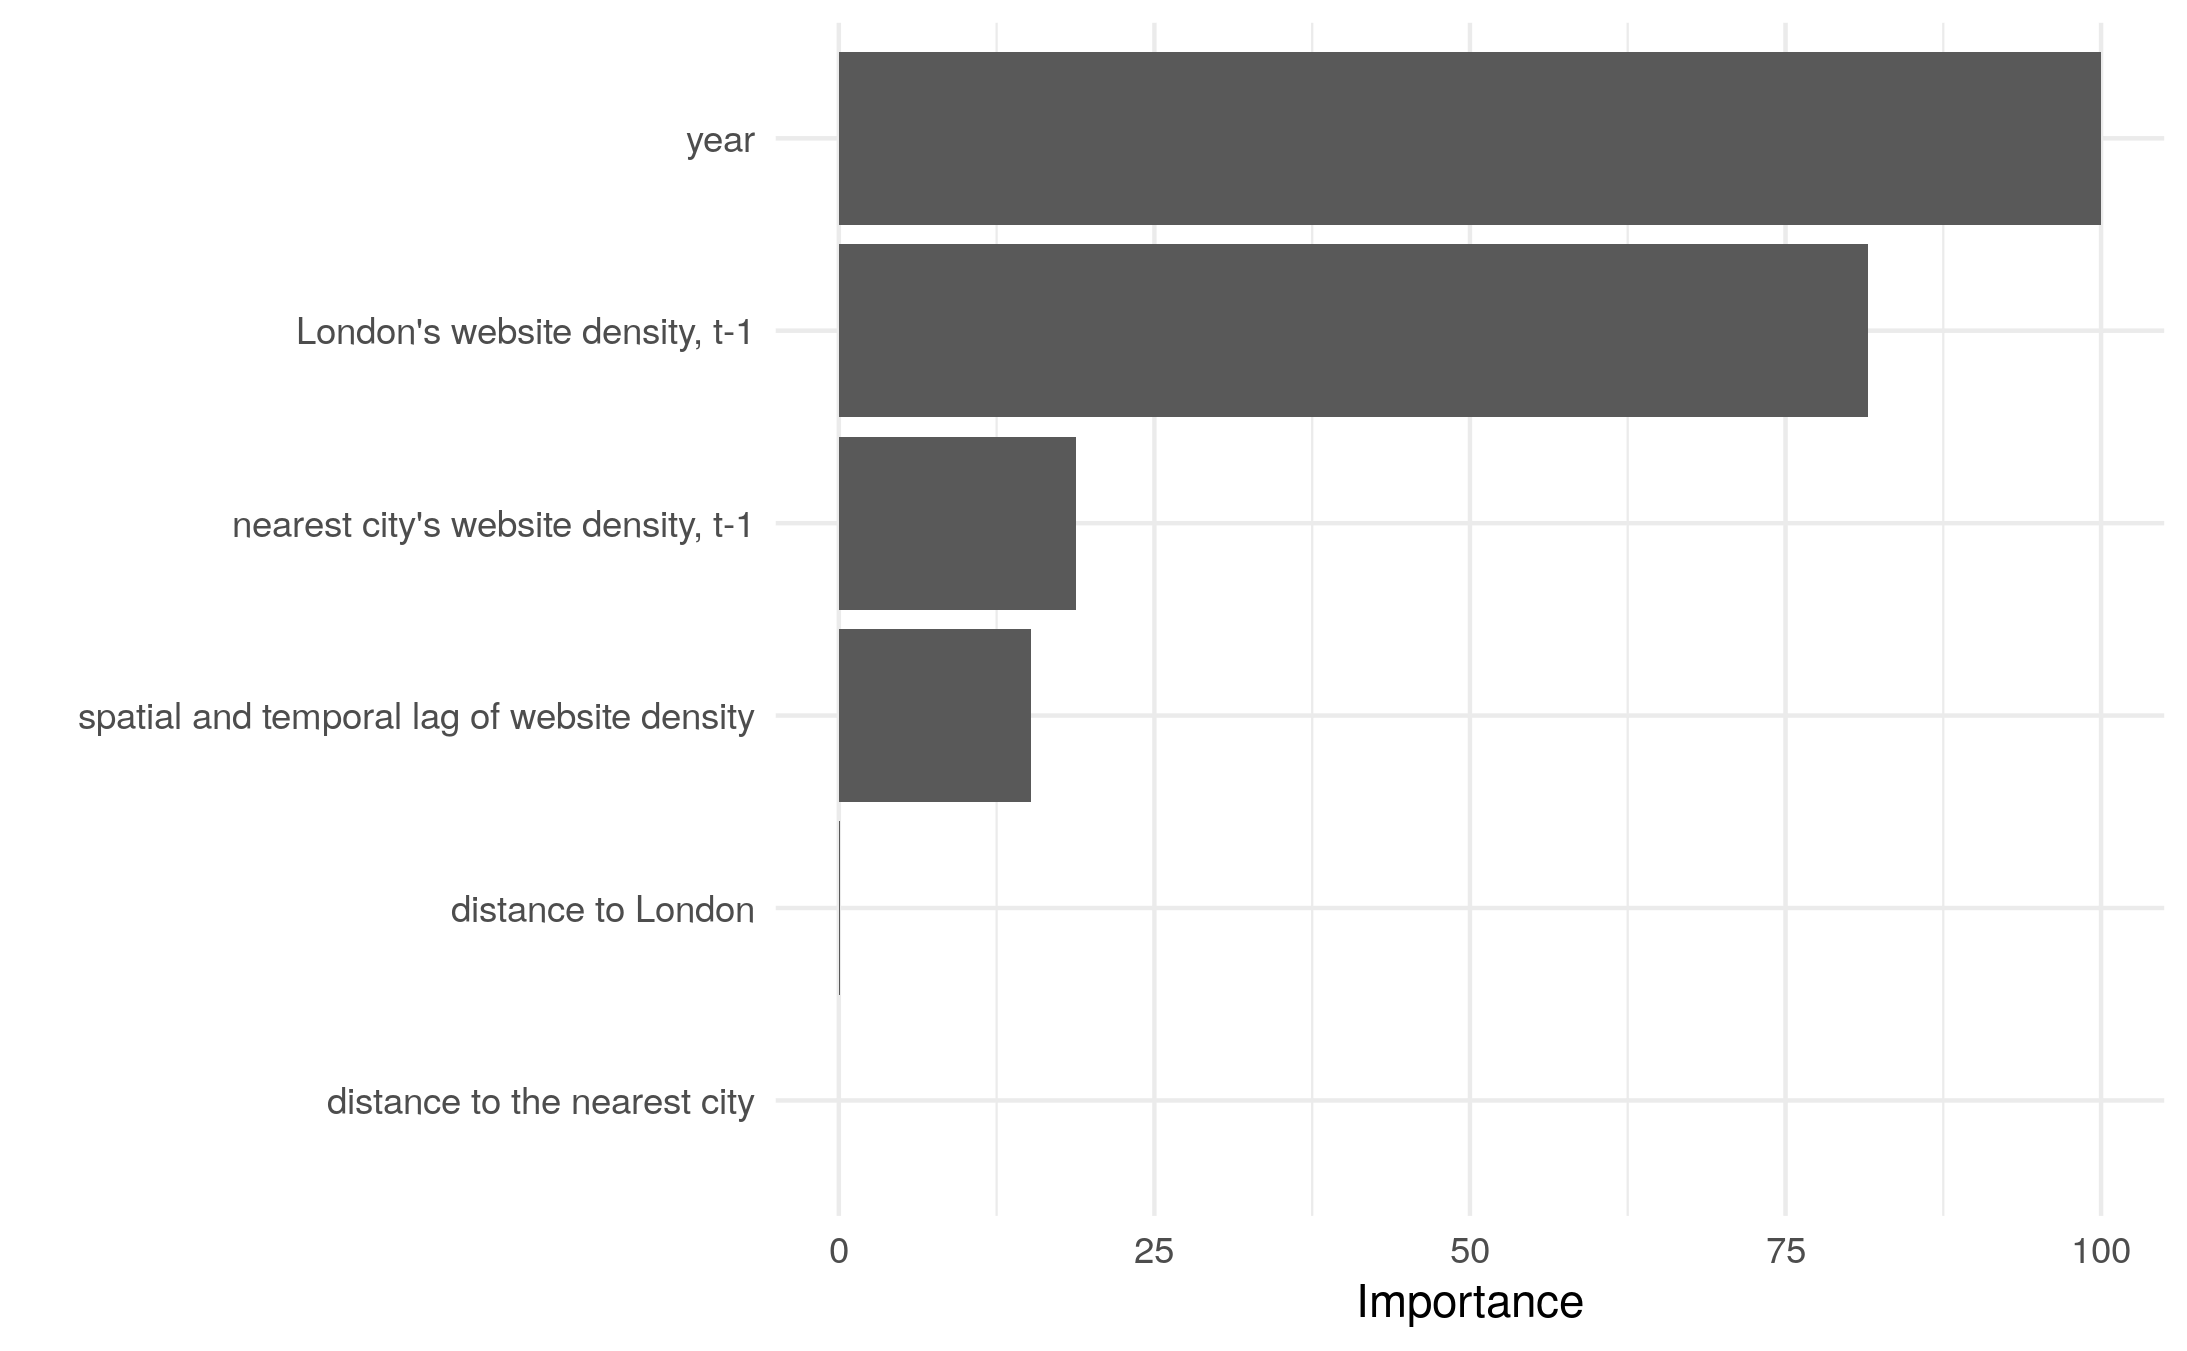 year
London's website density, t-1
nearest city's website density, t-1
spatial and temporal lag of website density
distance to London
distance to the nearest city
0 25 50 75 100
Importance